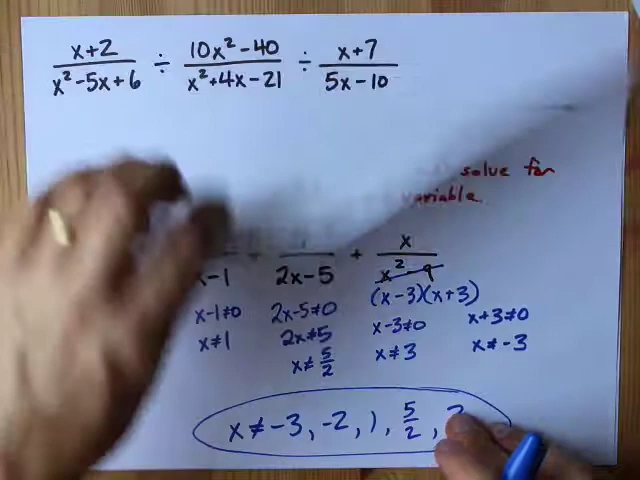 x+2 / x²-5x+6 ÷ 10x²-40 / x²+4x-21 ÷ x+7 / 5x-10
solve for
variable.
x-1 2x-5 + x / x²-9
(x-3)(x+3)
x-1≠0 2x-5≠0 x-3≠0 x+3≠0
x≠1 2x≠5 x≠3 x≠-3
x≠5/2
x≠-3, -2, 1, 5/2,